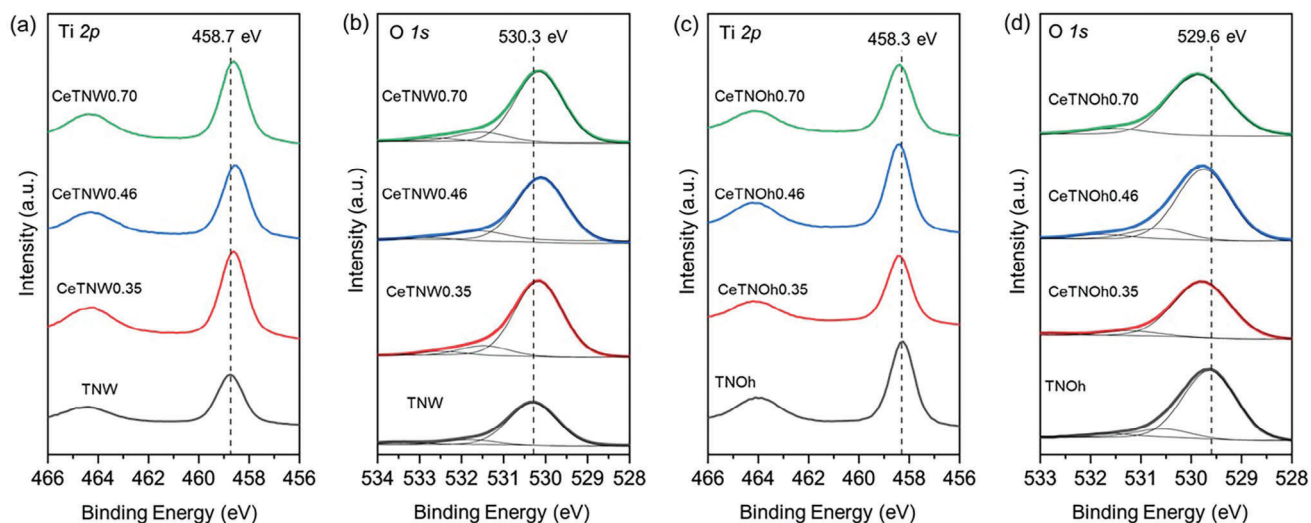 (a)
Ti 2p
458.7 eV
CeTNW0.70
CeTNW0.46
CeTNW0.35
TNW
Intensity (a.u.)
466 464 462 460 458 456
Binding Energy (eV)
(b)
O 1s
530.3 eV
CeTNW0.70
CeTNW0.46
CeTNW0.35
TNW
Intensity (a.u.)
534 533 532 531 530 529 528
Binding Energy (eV)
(c)
Ti 2p
458.3 eV
CeTNOh0.70
CeTNOh0.46
CeTNOh0.35
TNOh
Intensity (a.u.)
466 464 462 460 458 456
Binding Energy (eV)
(d)
O 1s
529.6 eV
CeTNOh0.70
CeTNOh0.46
CeTNOh0.35
TNOh
Intensity (a.u.)
533 532 531 530 529 528
Binding Energy (eV)